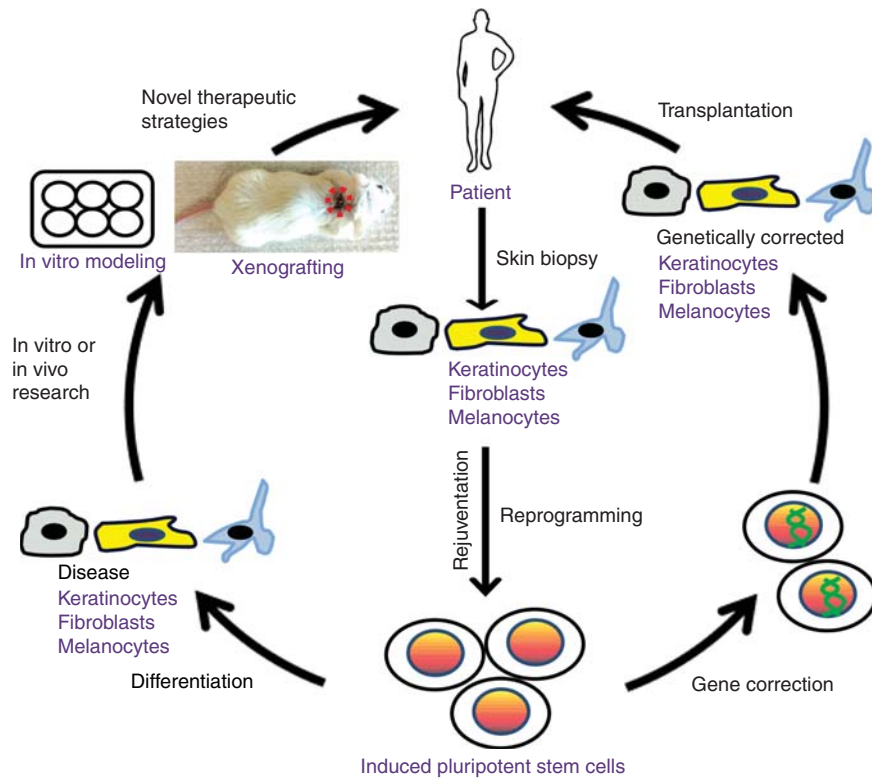 Novel therapeutic
strategies
Transplantation
Patient
In vitro modeling
Xenografting
Skin biopsy
Genetically corrected
Keratinocytes
Fibroblasts
Melanocytes
In vitro or
in vivo
research
Keratinocytes
Fibroblasts
Melanocytes
Rejuventation
Reprogramming
Disease
Keratinocytes
Fibroblasts
Melanocytes
Differentiation
Gene correction
Induced pluripotent stem cells